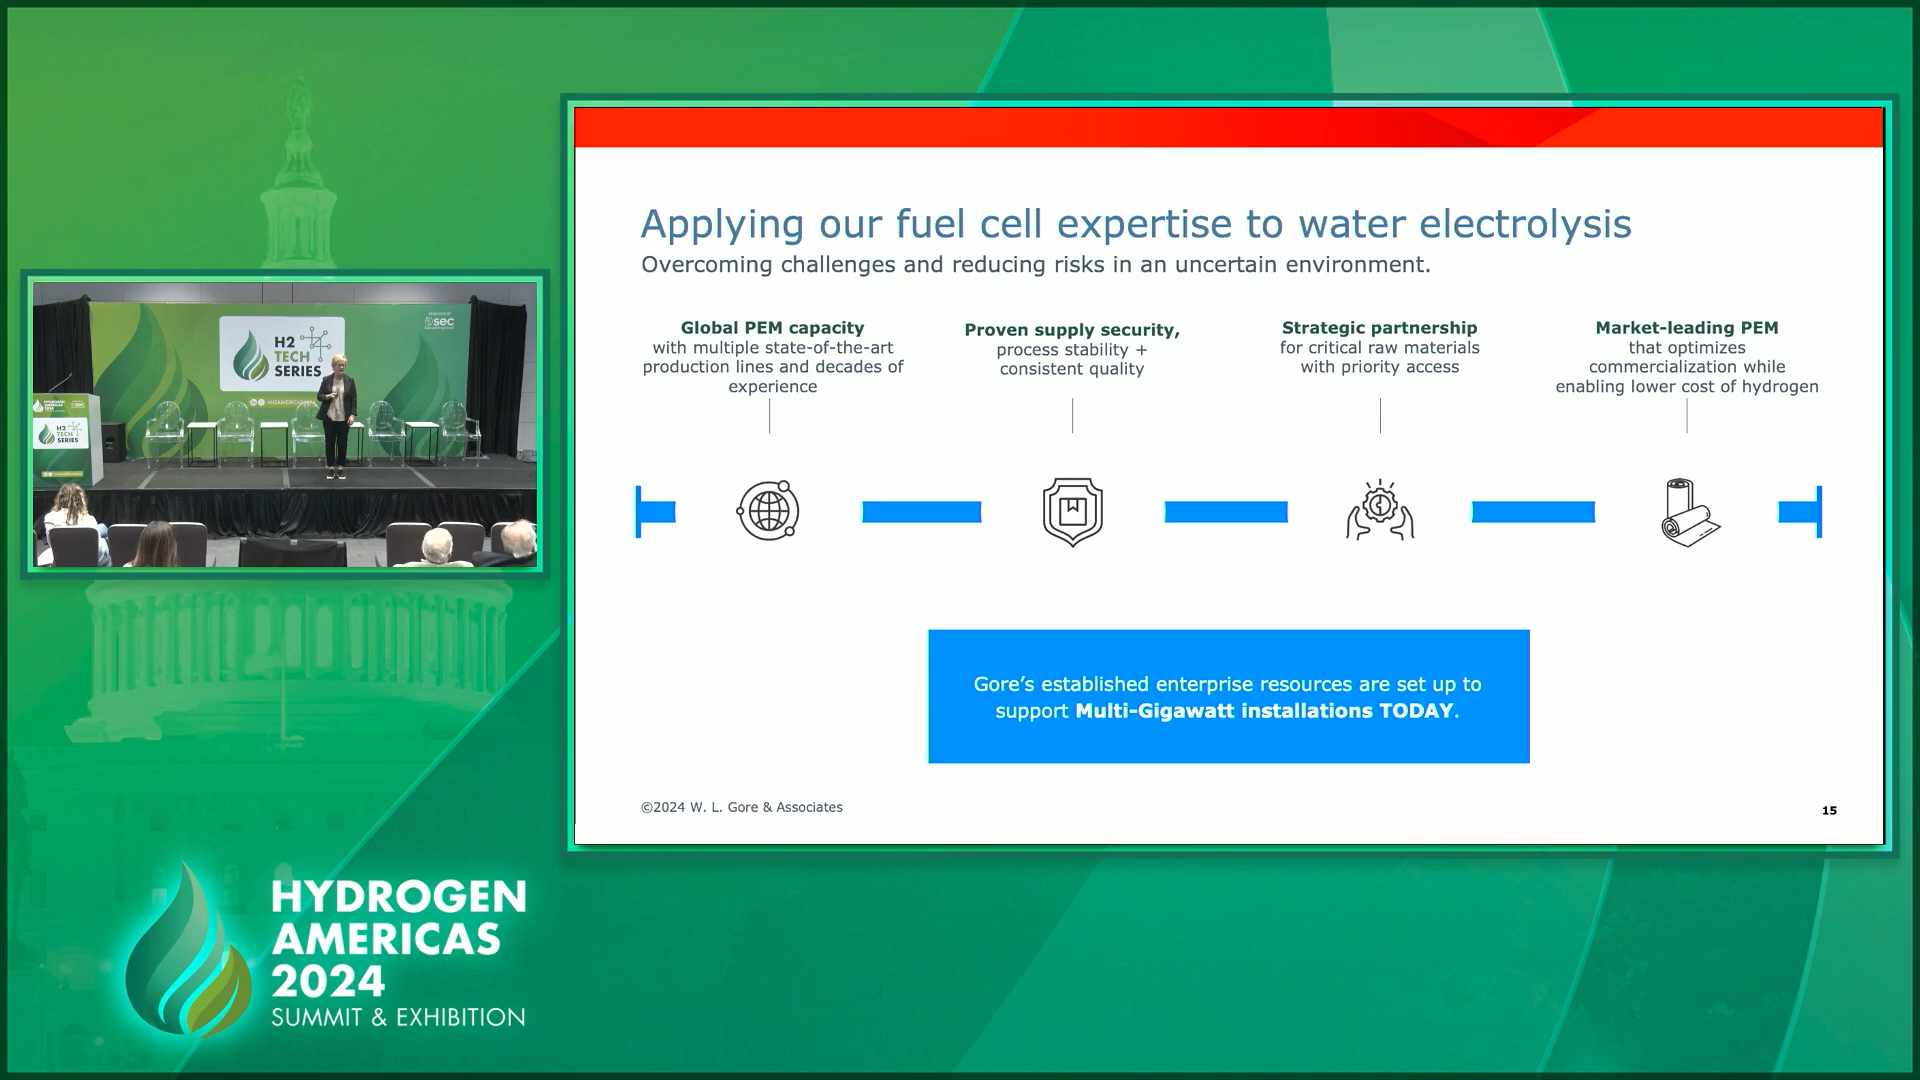 Applying our fuel cell expertise to water electrolysis
Overcoming challenges and reducing risks in an uncertain environment.
Global PEM capacity
with multiple state-of-the-art
production lines and decades of
experience
Proven supply security,
process stability +
consistent quality
Strategic partnership
for critical raw materials
with priority access
Market-leading PEM
that optimizes
commercialization while
enabling lower cost of hydrogen
Gore’s established enterprise resources are set up to
support Multi-Gigawatt installations TODAY.
©2024 W. L. Gore & Associates
15
H2
TECH
SERIES
sec
H2
TECH
SERIES
HYDROGEN
AMERICAS
2024
SUMMIT & EXHIBITION